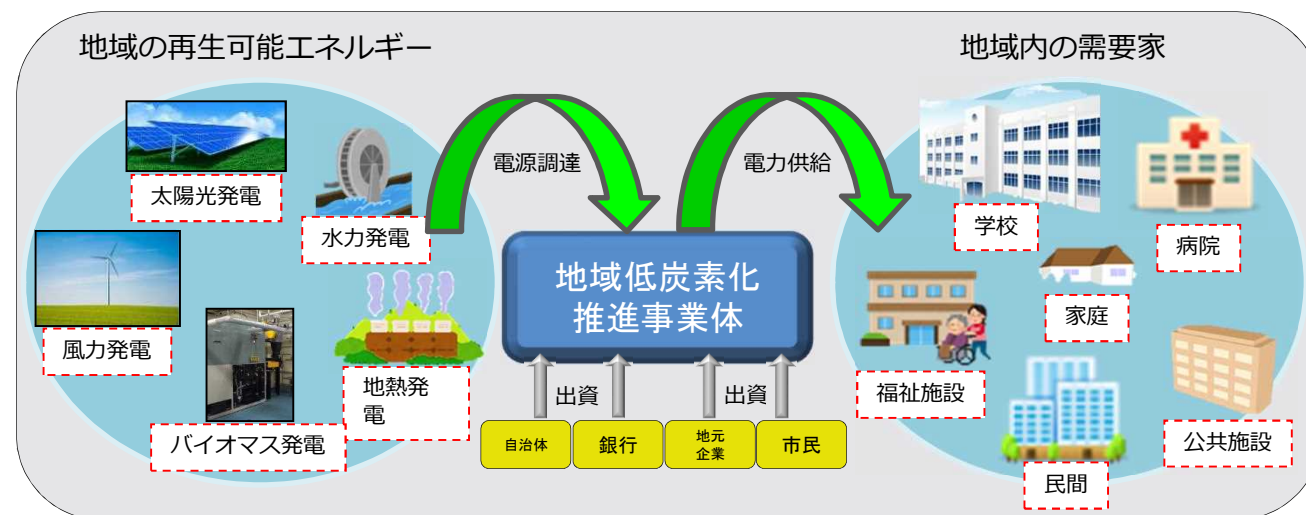 地域の再生可能エネルギー
太陽光発電
水力発電
風力発電
地熱発
電
バイオマス発電
電源調達
電力供給
地域低炭素化
推進事業体
出資
出資
自治体
銀行
地元
企業
市民
地域内の需要家
学校
病院
家庭
福祉施設
公共施設
民間